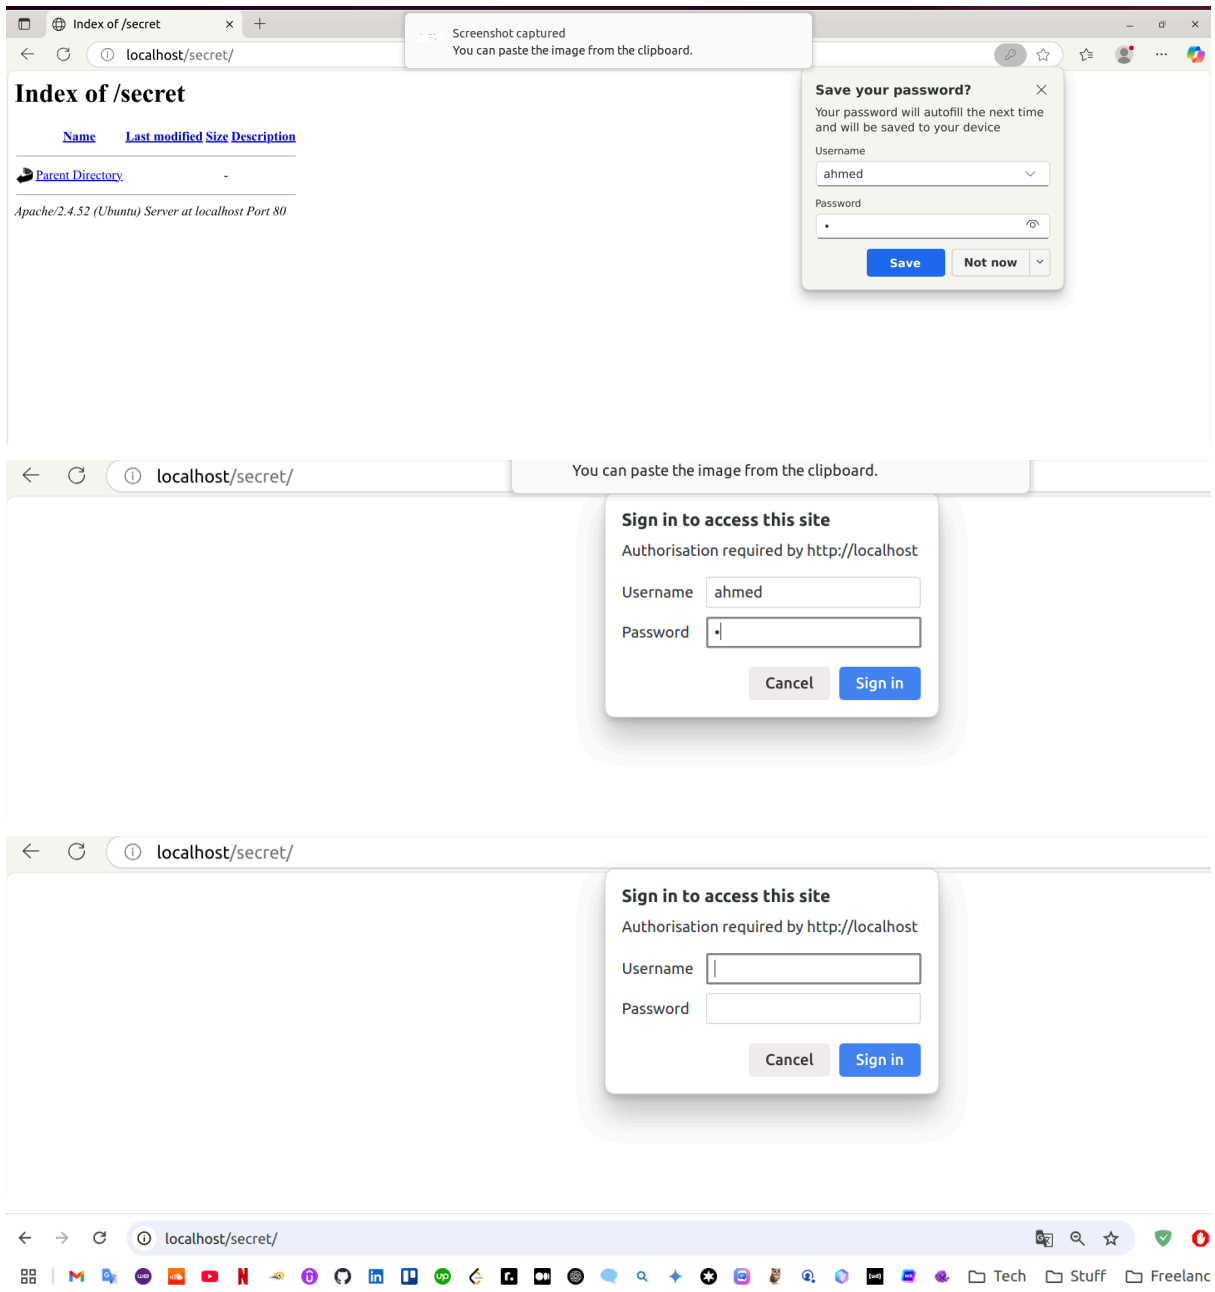 Index of /secret
Screenshot captured
You can paste the image from the clipboard.
localhost/secret/
Index of /secret
Name Last modified Size Description
Parent Directory -
Apache/2.4.52 (Ubuntu) Server at localhost Port 80
Save your password?
Your password will autofill the next time
and will be saved to your device
Username
ahmed
Password
•
Save Not now
localhost/secret/
You can paste the image from the clipboard.
Sign in to access this site
Authorisation required by http://localhost
Username ahmed
Password •
Cancel Sign in
localhost/secret/
Sign in to access this site
Authorisation required by http://localhost
Username
Password
Cancel Sign in
localhost/secret/
Tech Stuff Freelanc